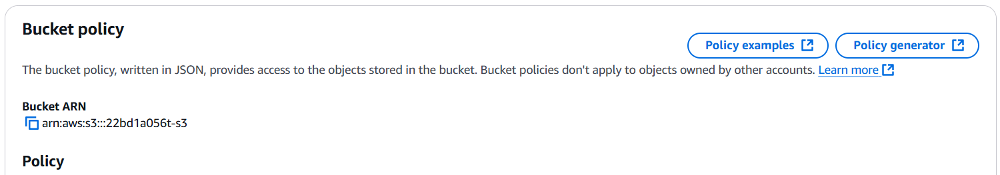 Bucket policy
Policy examples
Policy generator
The bucket policy, written in JSON, provides access to the objects stored in the bucket. Bucket policies don't apply to objects owned by other accounts. Learn more
Bucket ARN
arn:aws:s3:::22bd1a056t-s3
Policy